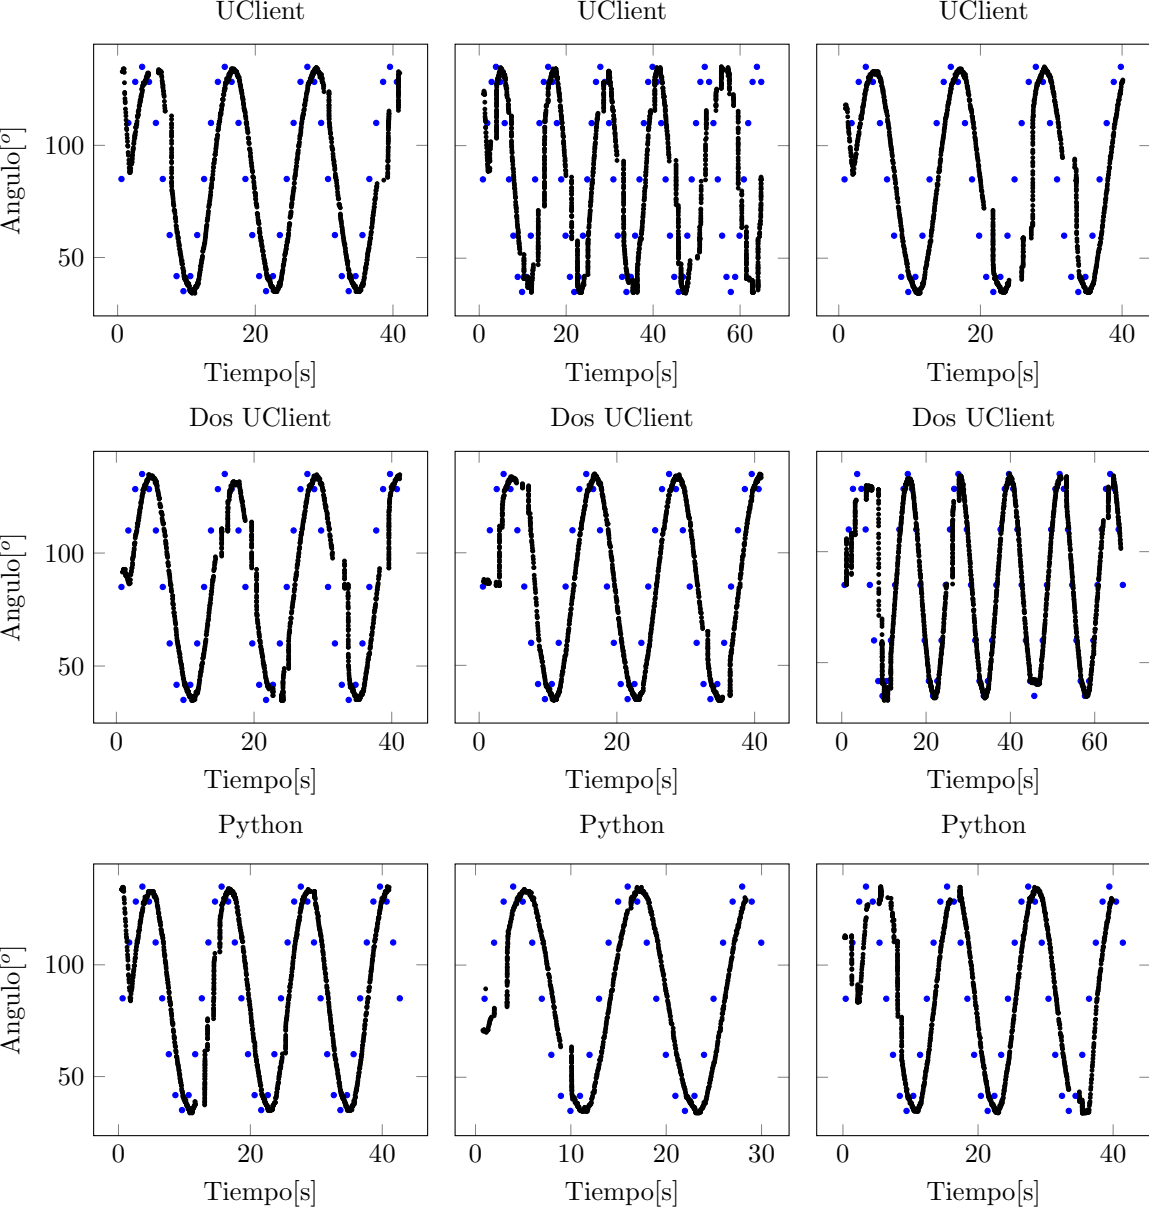 UClient UClient UClient
Angulo[º]
100
50
0 20 40 0 20 40 60 0 20 40
Tiempo[s] Tiempo[s] Tiempo[s]
Dos UClient Dos UClient Dos UClient
Angulo[º]
100
50
0 20 40 0 20 40 0 20 40 60
Tiempo[s] Tiempo[s] Tiempo[s]
Python Python Python
Angulo[º]
100
50
0 20 40 0 10 20 30 0 20 40
Tiempo[s] Tiempo[s] Tiempo[s]